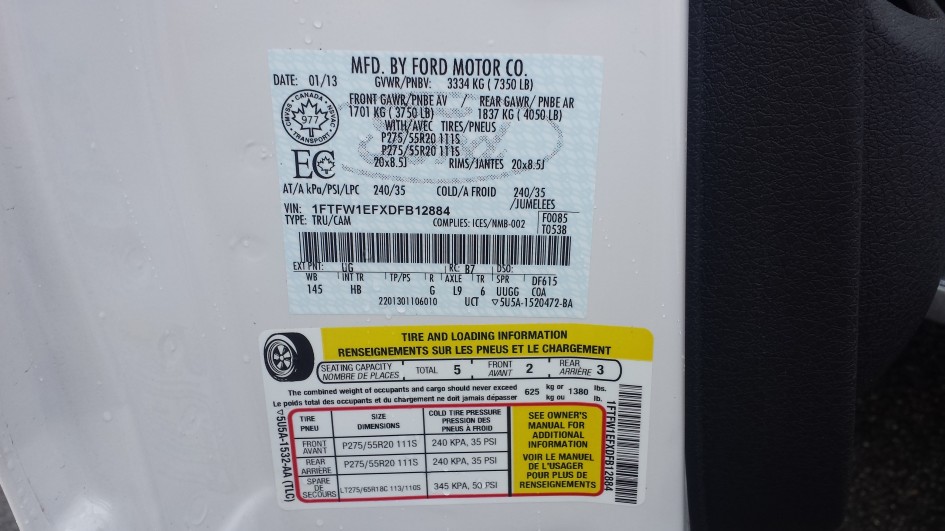 MFD. BY FORD MOTOR CO.
DATE: 01/13 GVWR/PNBV: 3334 KG ( 7350 LB)
FRONT GAWR/PNBE AV / REAR GAWR/ PNBE AR
1701 KG ( 3750 LB) 1837 KG ( 4050 LB)
WITH/AVEC TIRES/PNEUS
P275/55R20 111S
P275/55R20 111S
20x8.5J RIMS/JANTES 20x8.5J
CANADA
CMVSS - NSVAC
977
TRANSPORT
EC
AT/A kPa/PSI/LPC 240/35 COLD/A FROID 240/35
/JUMELEES
VIN: 1FTFW1EFXDFB12884
F0085
TYPE: TRU/CAM COMPLIES: ICES/NMB-002 T0538
EXT PNT: UG RC: B7 DSO:
WB INT TR TP/PS R AXLE TR SPR DF615
145 HB G L9 6 UUGG COA
2201301106010 UCT ▽5U5A-1520472-BA
TIRE AND LOADING INFORMATION
RENSEIGNEMENTS SUR LES PNEUS ET LE CHARGEMENT
SEATING CAPACITY TOTAL 5 FRONT 2 REAR 3
NOMBRE DE PLACES AVANT ARRIÈRE
The combined weight of occupants and cargo should never exceed 625 kg or 1380 lbs.
Le poids total des occupants et du chargement ne doit jamais dépasser kg ou lb.
TIRE SIZE COLD TIRE PRESSURE
PNEU DIMENSIONS PRESSION DES
PNEUS À FROID
FRONT
AVANT P275/55R20 111S 240 KPA, 35 PSI
REAR
ARRIÈRE P275/55R20 111S 240 KPA, 35 PSI
SPARE
DE
SECOURS LT275/65R18C 113/110S 345 KPA, 50 PSI
SEE OWNER'S
MANUAL FOR
ADDITIONAL
INFORMATION
VOIR LE MANUEL
DE L'USAGER
POUR PLUS DE
RENSEIGNEMENTS
▽5U5A-1532-AA (TLC)
1FTFW1EFXDFB12884